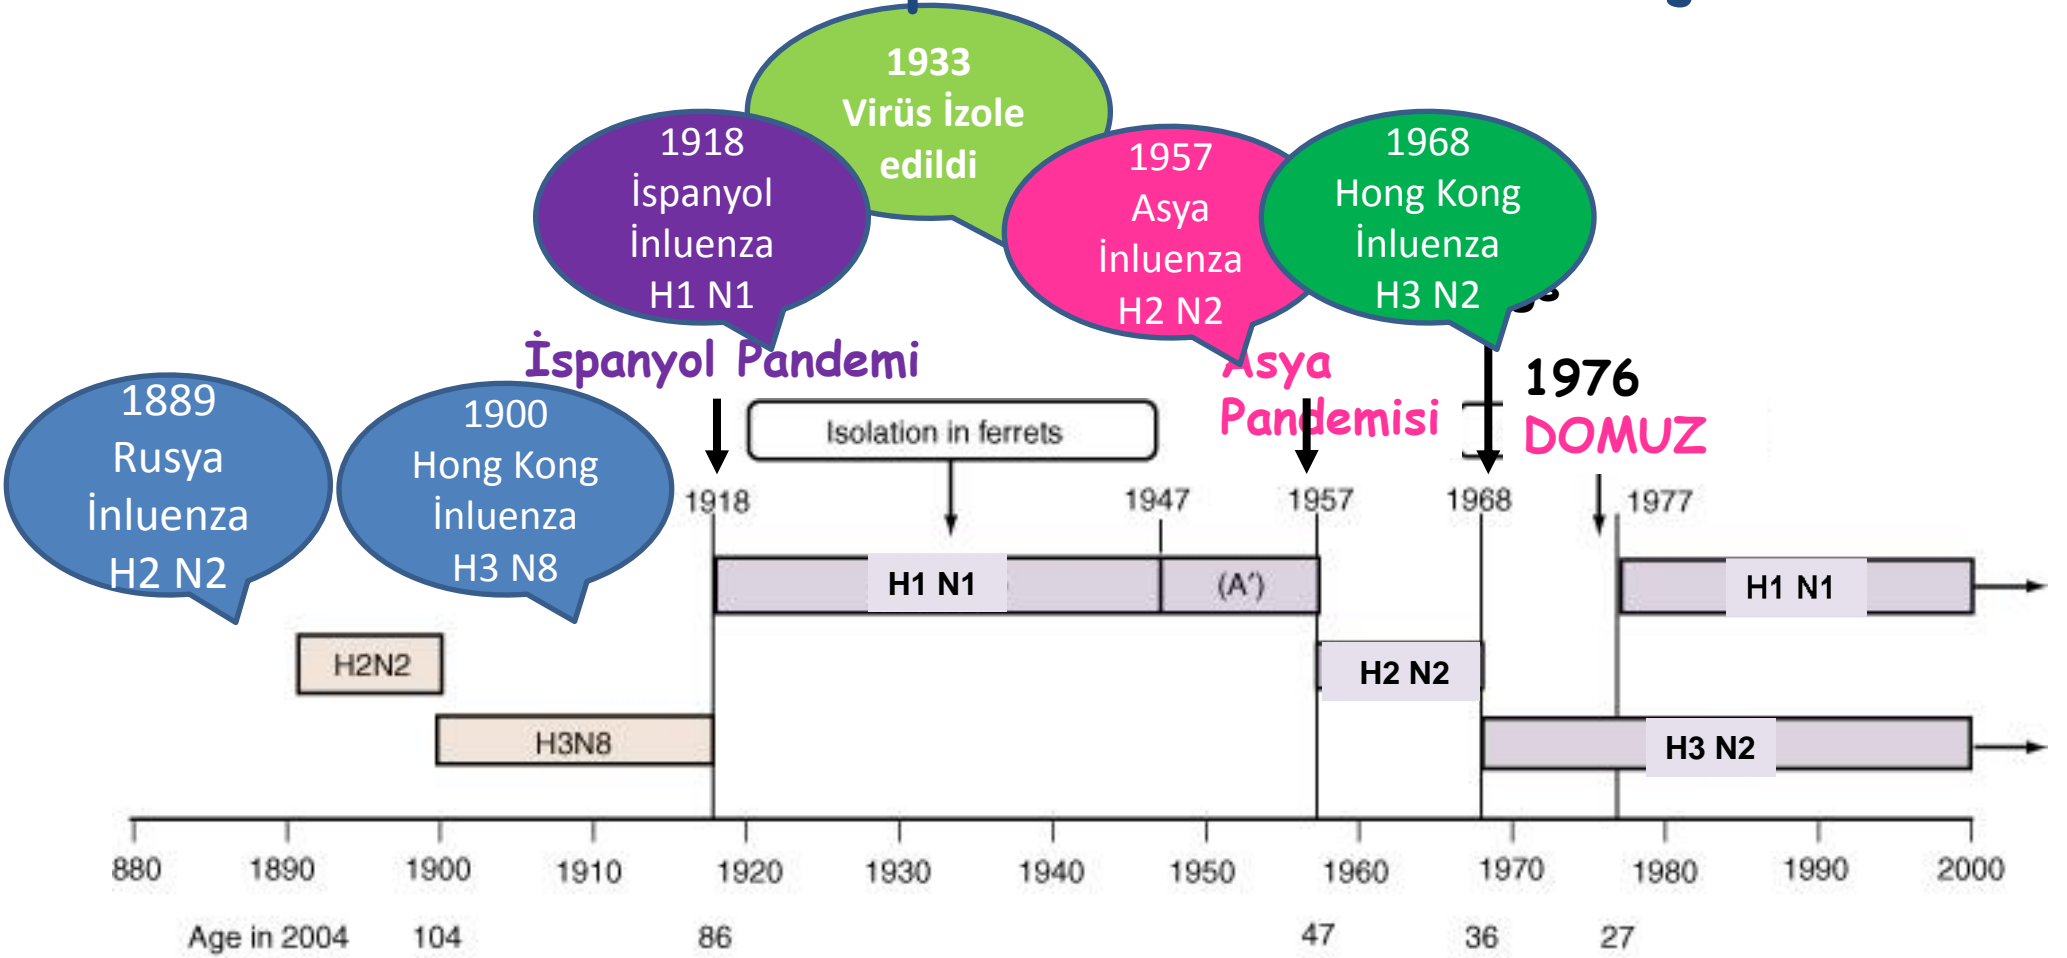 1933
Virüs İzole
edildi
1918
İspanyol
İnluenza
H1 N1
1957
Asya
İnluenza
H2 N2
1968
Hong Kong
İnluenza
H3 N2
İspanyol Pandemi
Asya
Pandemisi
1976
DOMUZ
1889
Rusya
İnluenza
H2 N2
1900
Hong Kong
İnluenza
H3 N8
Isolation in ferrets
1918
1947
1957
1968
1977
H1 N1
(A′)
H1 N1
H2N2
H2 N2
H3N8
H3 N2
880 1890 1900 1910 1920 1930 1940 1950 1960 1970 1980 1990 2000
Age in 2004 104 86 47 36 27